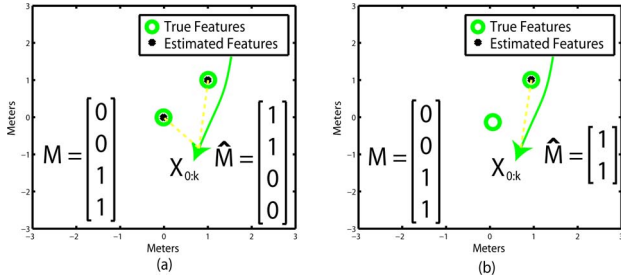 True Features
Estimated Features
Meters
3
2
1
0
−1
−2
−3
M = [0 0 1 1]
X0:k
M̂ = [1 1 0 0]
−3 −2 −1 0 1 2 3
Meters
(a)
True Features
Estimated Features
Meters
3
2
1
0
−1
−2
−3
M = [0 0 1 1]
X0:k
M̂ = [1 1]
−3 −2 −1 0 1 2 3
Meters
(b)